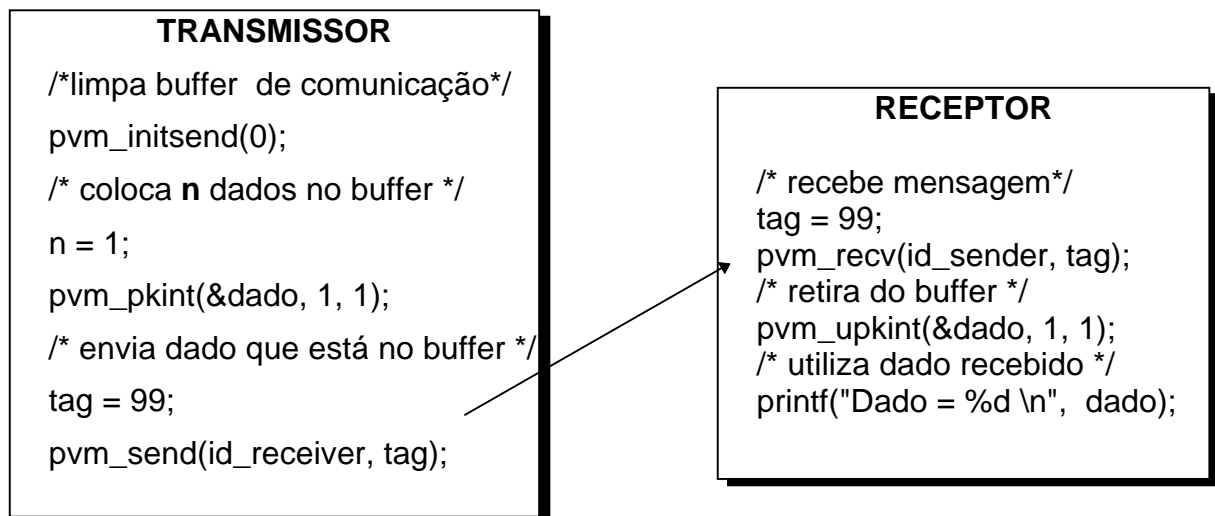 TRANSMISSOR
/*limpa buffer de comunicação*/
pvm_initsend(0);
/* coloca n dados no buffer */
n = 1;
pvm_pkint(&dado, 1, 1);
/* envia dado que está no buffer */
tag = 99;
pvm_send(id_receiver, tag);
RECEPTOR
/* recebe mensagem*/
tag = 99;
pvm_recv(id_sender, tag);
/* retira do buffer */
pvm_upkint(&dado, 1, 1);
/* utiliza dado recebido */
printf("Dado = %d \n", dado);